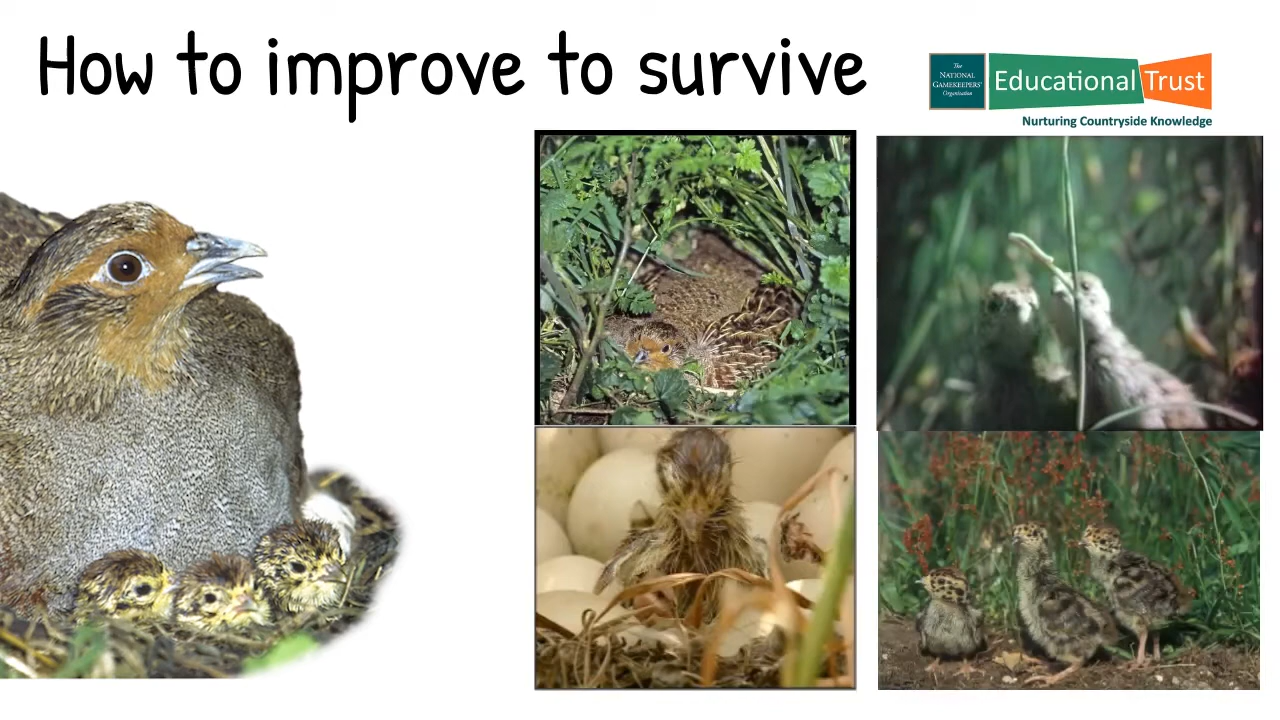 How to improve to survive
The
NATIONAL
GAMEKEEPERS'
Organisation
Educational Trust
Nurturing Countryside Knowledge